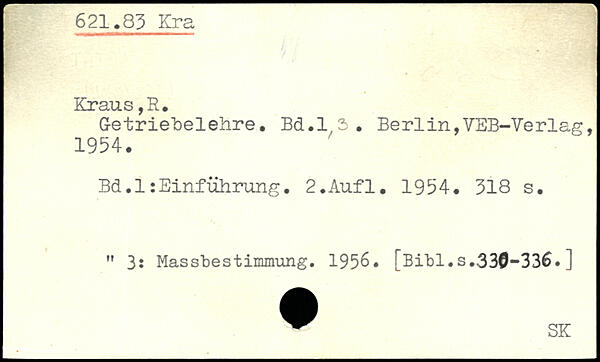 621.83 Kra
Kraus,R.
Getriebelehre. Bd.1,3. Berlin,VEB-Verlag,
1954.
Bd.1:Einführung. 2.Aufl. 1954. 318 s.
" 3: Massbestimmung. 1956. [Bibl.s.330-336.]
SK